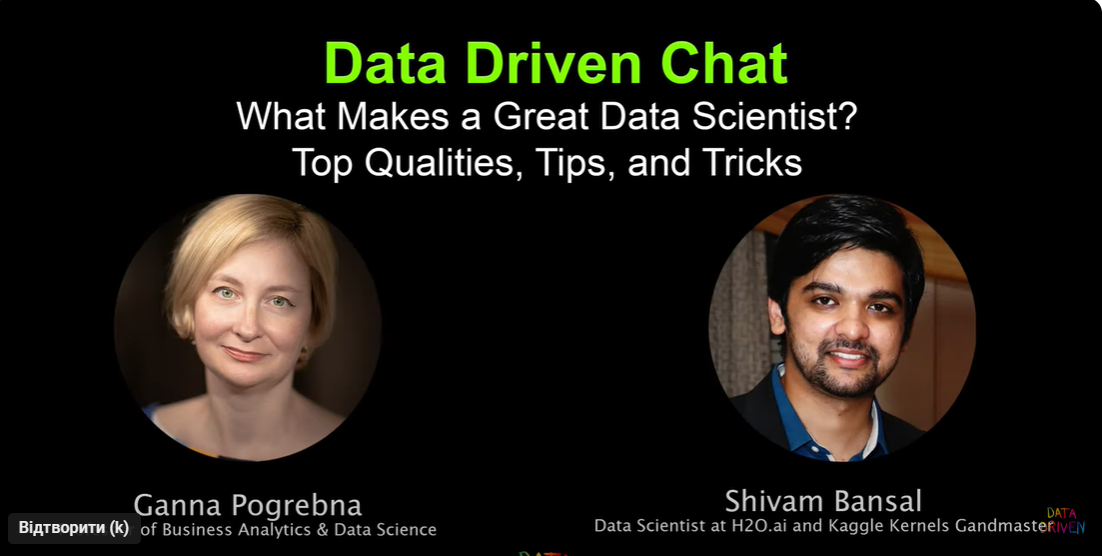 Data Driven Chat
What Makes a Great Data Scientist?
Top Qualities, Tips, and Tricks
Ganna Pogrebna
Shivam Bansal
Відтворити (k)
of Business Analytics & Data Science
Data Scientist at H2O.ai and Kaggle Kernels Gandmaster
DATA
DRIVEN